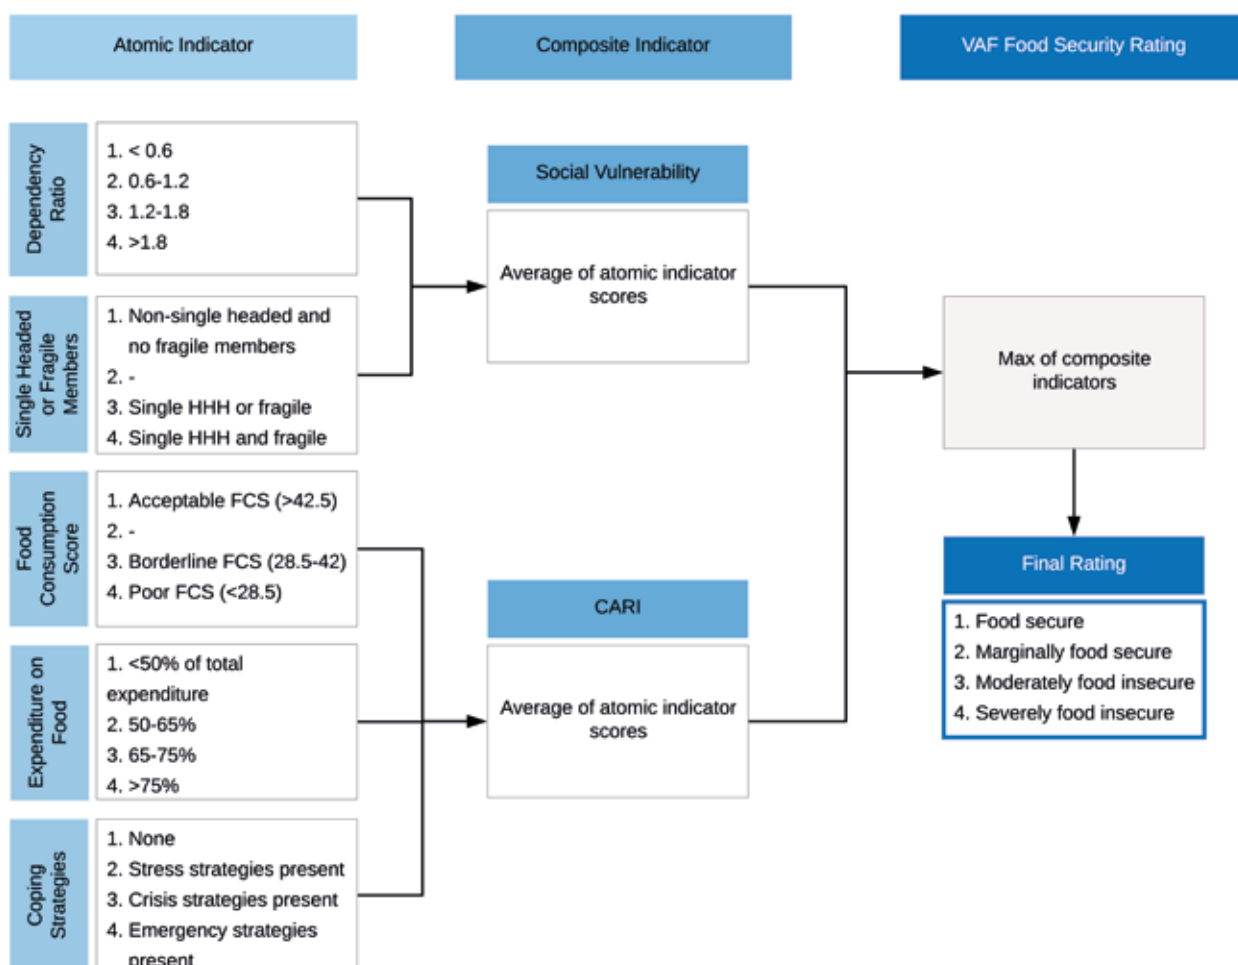 Atomic Indicator
Composite Indicator
VAF Food Security Rating
Dependency
Ratio
1. < 0.6
2. 0.6-1.2
3. 1.2-1.8
4. >1.8
Social Vulnerability
Average of atomic indicator
scores
Single Headed
or Fragile
Members
1. Non-single headed and
no fragile members
2. -
3. Single HHH or fragile
4. Single HHH and fragile
Max of composite
indicators
Food
Consumption
Score
1. Acceptable FCS (>42.5)
2. -
3. Borderline FCS (28.5-42)
4. Poor FCS (<28.5)
Final Rating
1. Food secure
2. Marginally food secure
3. Moderately food insecure
4. Severely food insecure
CARI
Average of atomic indicator
scores
Expenditure on
Food
1. <50% of total
expenditure
2. 50-65%
3. 65-75%
4. >75%
Coping
Strategies
1. None
2. Stress strategies present
3. Crisis strategies present
4. Emergency strategies
present